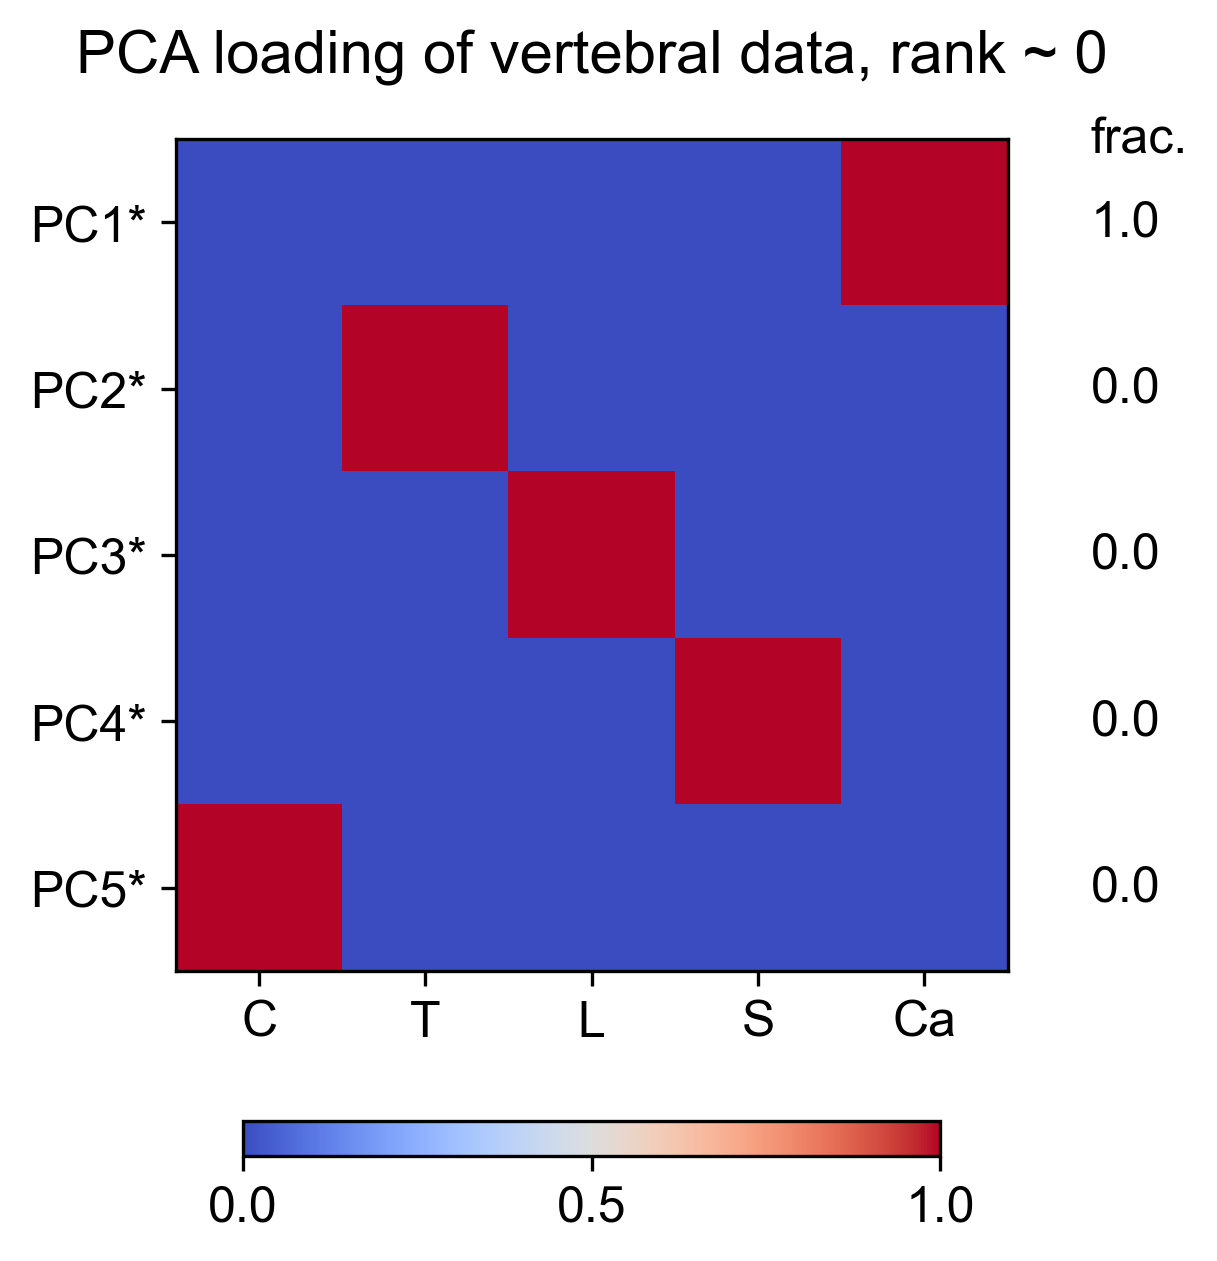 PCA loading of vertebral data, rank ~ 0
frac.
PC1* 1.0
PC2* 0.0
PC3* 0.0
PC4* 0.0
PC5* 0.0
C T L S Ca
0.0 0.5 1.0